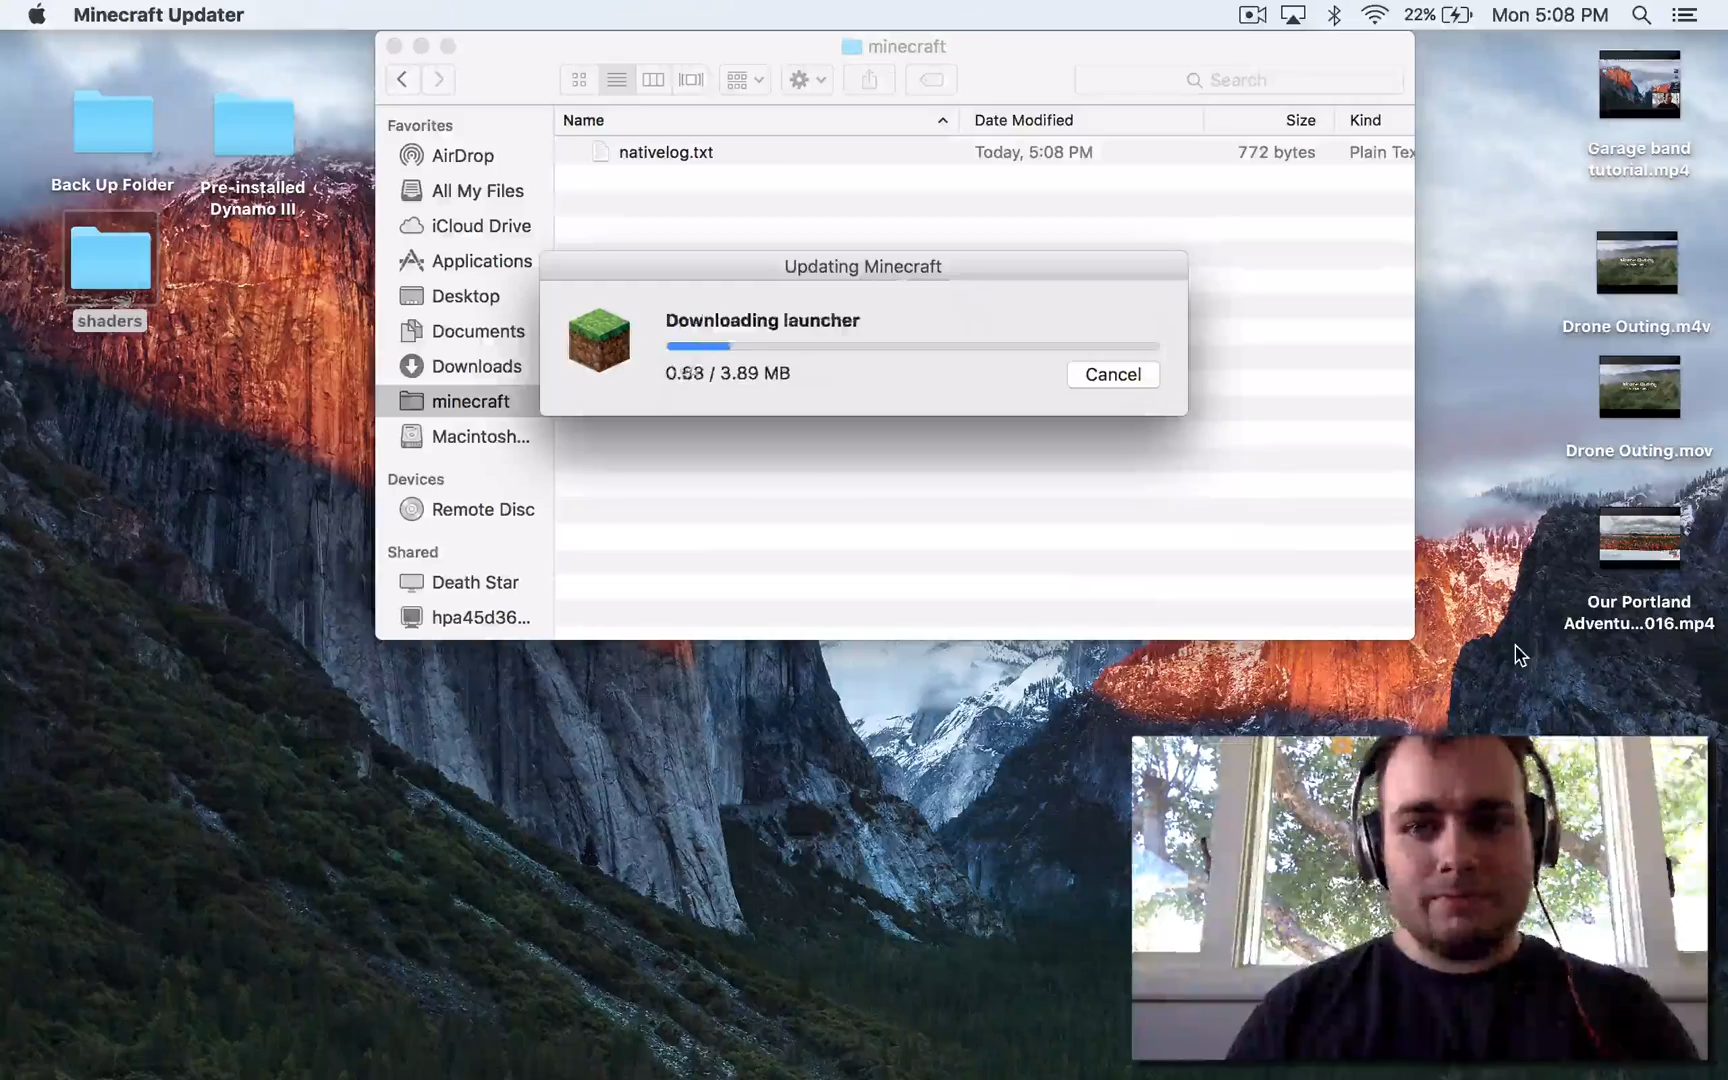 Minecraft Updater
22%
Mon 5:08 PM
minecraft
Search
Name
Date Modified
Size
Kind
nativelog.txt
Today, 5:08 PM
772 bytes
Plain Tex
Favorites
AirDrop
All My Files
iCloud Drive
Applications
Desktop
Documents
Downloads
minecraft
Macintosh...
Devices
Remote Disc
Shared
Death Star
hpa45d36...
Updating Minecraft
Downloading launcher
/ 3.89 MB
Cancel
Back Up Folder
Pre-installed
Dynamo III
shaders
Garage band
tutorial.mp4
Drone Outing.m4v
Drone Outing.mov
Our Portland
Adventu...016.mp4